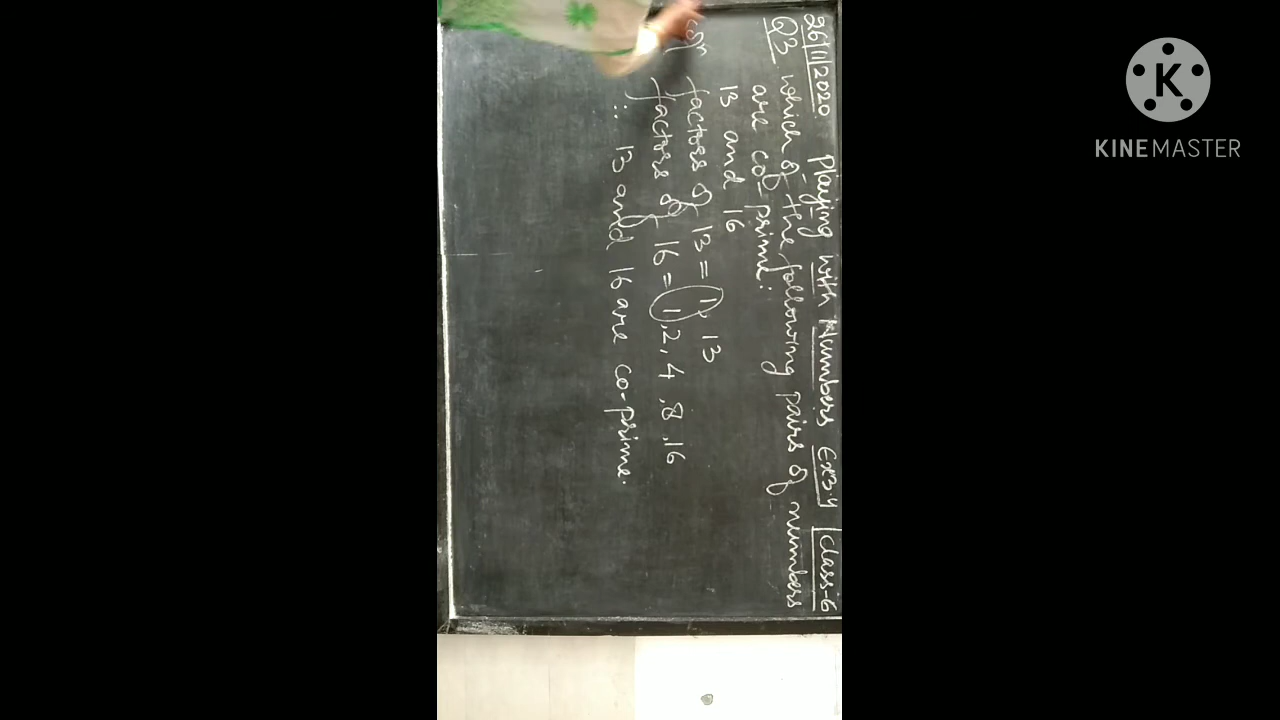 26/11/2020. Playing with Numbers Ex3.4 class-6
Q3. which of the following pairs of numbers
are co-prime:
13 and 16
factors of 13 = 1, 13
factors of 16 = 1,2,4,8,16
∴ 13 and 16 are co-prime.
KINEMASTER